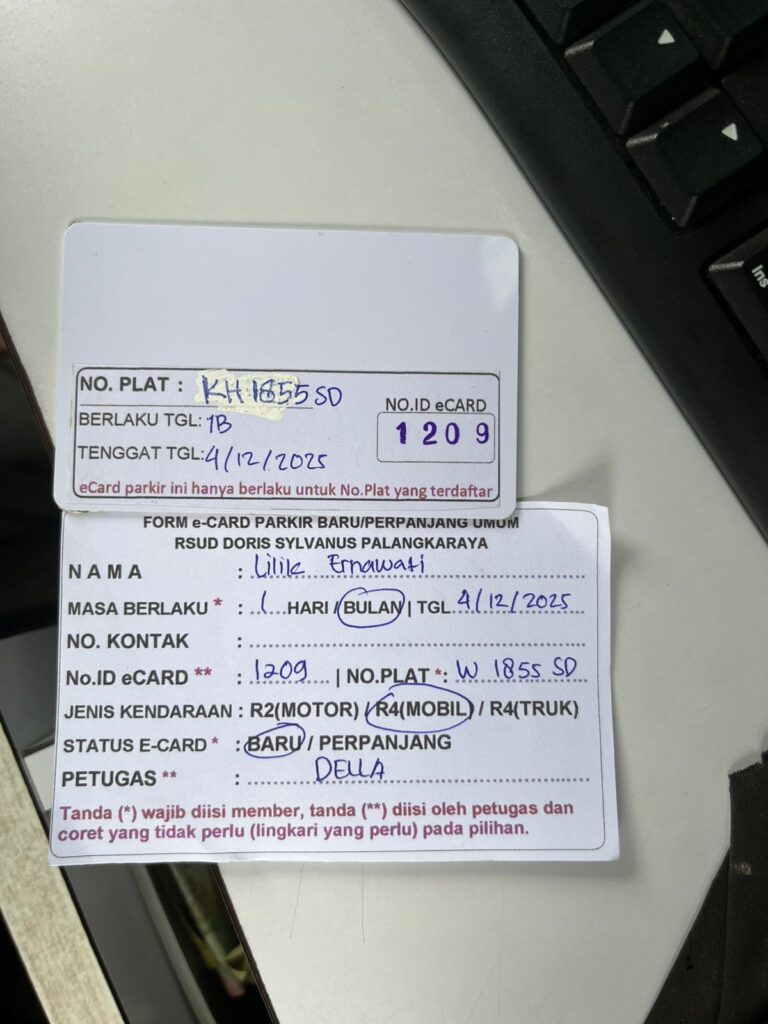 NO. PLAT : KH 1855 SD
NO.ID eCARD
BERLAKU TGL: 1B
1209
TENGGAT TGL: 4/12/2025
eCard parkir ini hanya berlaku untuk No.Plat yang terdaftar
FORM e-CARD PARKIR BARU/PERPANJANG UMUM
RSUD DORIS SYLVANUS PALANGKARAYA
NAMA : Lilik Ernawati
MASA BERLAKU * : 1 HARI / BULAN | TGL 4/12/2025
NO. KONTAK :
No.ID eCARD ** : 1209 | NO.PLAT *: W 1855 SD
JENIS KENDARAAN : R2(MOTOR) / R4(MOBIL) / R4(TRUK)
STATUS E-CARD * : BARU / PERPANJANG
PETUGAS ** : DELLA
Tanda (*) wajib diisi member, tanda (**) diisi oleh petugas dan
coret yang tidak perlu (lingkari yang perlu) pada pilihan.
Ins